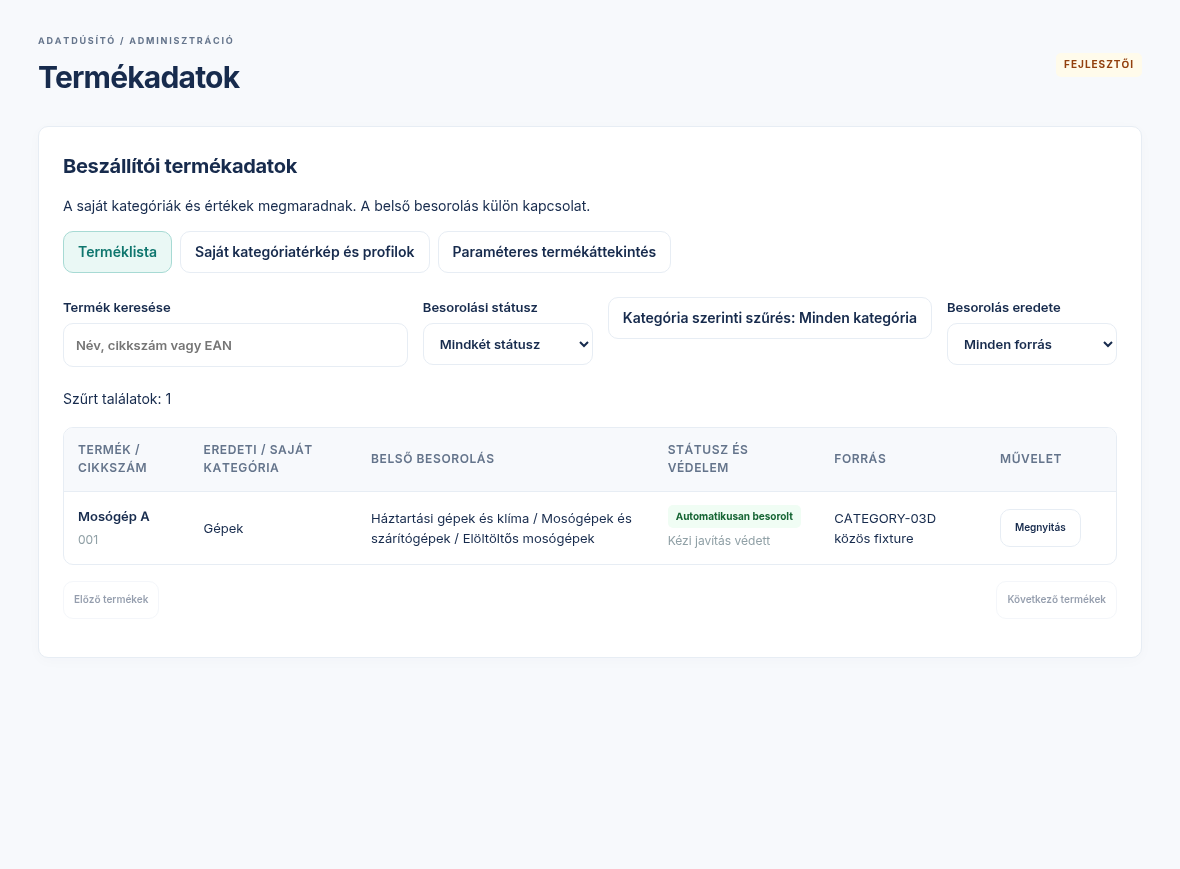 ADATDÚSÍTÓ / ADMINISZTRÁCIÓ
Termékadatok
FEJLESZTŐI
Beszállítói termékadatok
A saját kategóriák és értékek megmaradnak. A belső besorolás külön kapcsolat.
Terméklista
Saját kategóriatérkép és profilok
Paraméteres termékáttekintés
Termék keresése
Név, cikkszám vagy EAN
Besorolási státusz
Mindkét státusz
Kategória szerinti szűrés: Minden kategória
Besorolás eredete
Minden forrás
Szűrt találatok: 1
TERMÉK /
CIKKSZÁM
EREDETI / SAJÁT
KATEGÓRIA
BELSŐ BESOROLÁS
STÁTUSZ ÉS
VÉDELEM
FORRÁS
MŰVELET
Mosógép A
001
Gépek
Háztartási gépek és klíma / Mosógépek és
szárítógépek / Elöltöltős mosógépek
Automatikusan besorolt
Kézi javítás védett
CATEGORY-03D
közös fixture
Megnyitás
Előző termékek
Következő termékek